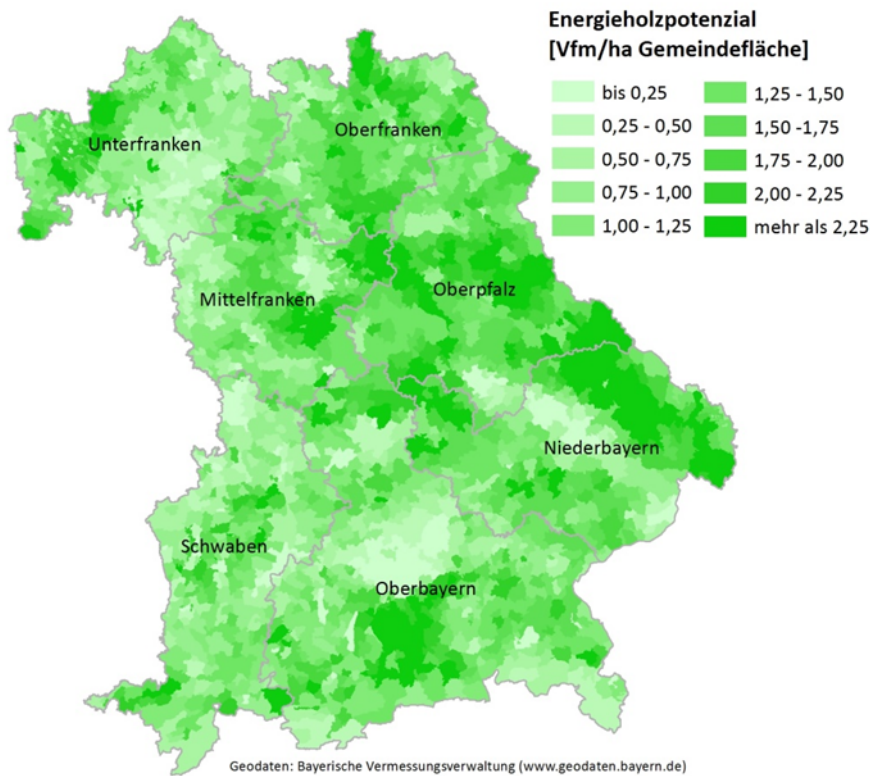 Energieholzpotenzial
[Vfm/ha Gemeindefläche]
bis 0,25
0,25 - 0,50
0,50 - 0,75
0,75 - 1,00
1,00 - 1,25
1,25 - 1,50
1,50 -1,75
1,75 - 2,00
2,00 - 2,25
mehr als 2,25
Unterfranken
Oberfranken
Mittelfranken
Oberpfalz
Niederbayern
Schwaben
Oberbayern
Geodaten: Bayerische Vermessungsverwaltung (www.geodaten.bayern.de)